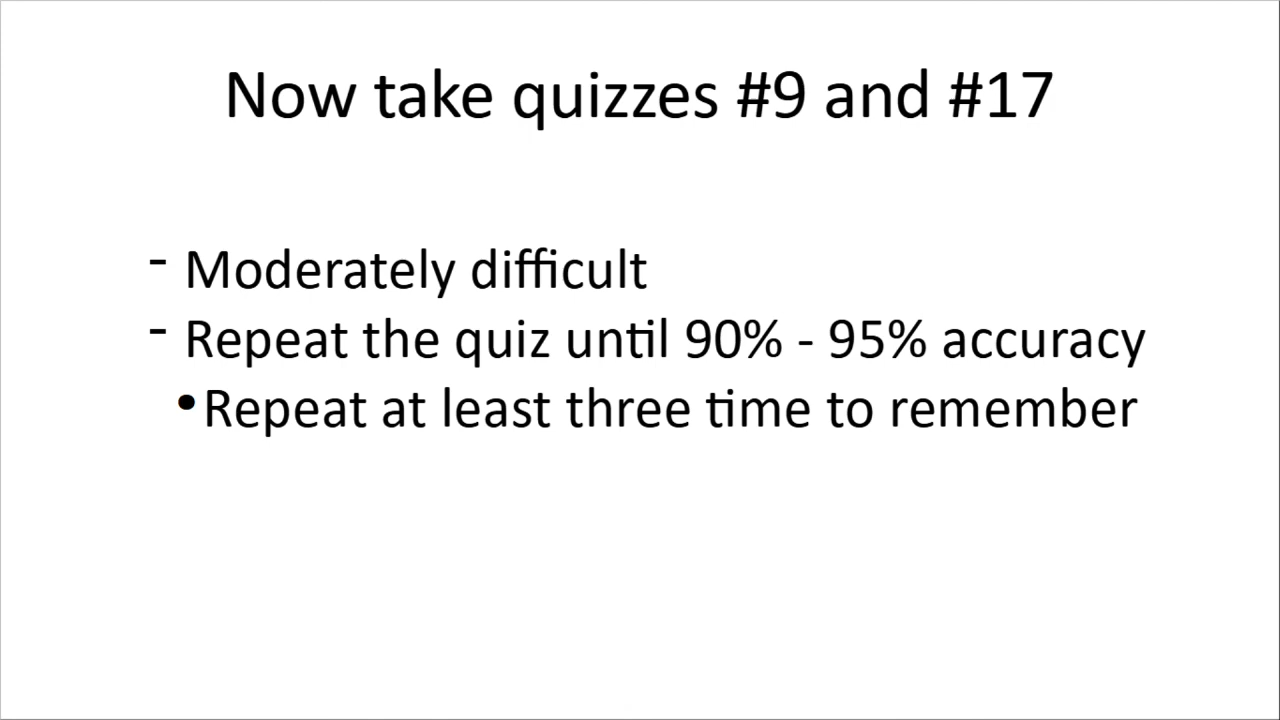 Now take quizzes #9 and #17
- Moderately difficult
- Repeat the quiz until 90% - 95% accuracy
•Repeat at least three time to remember